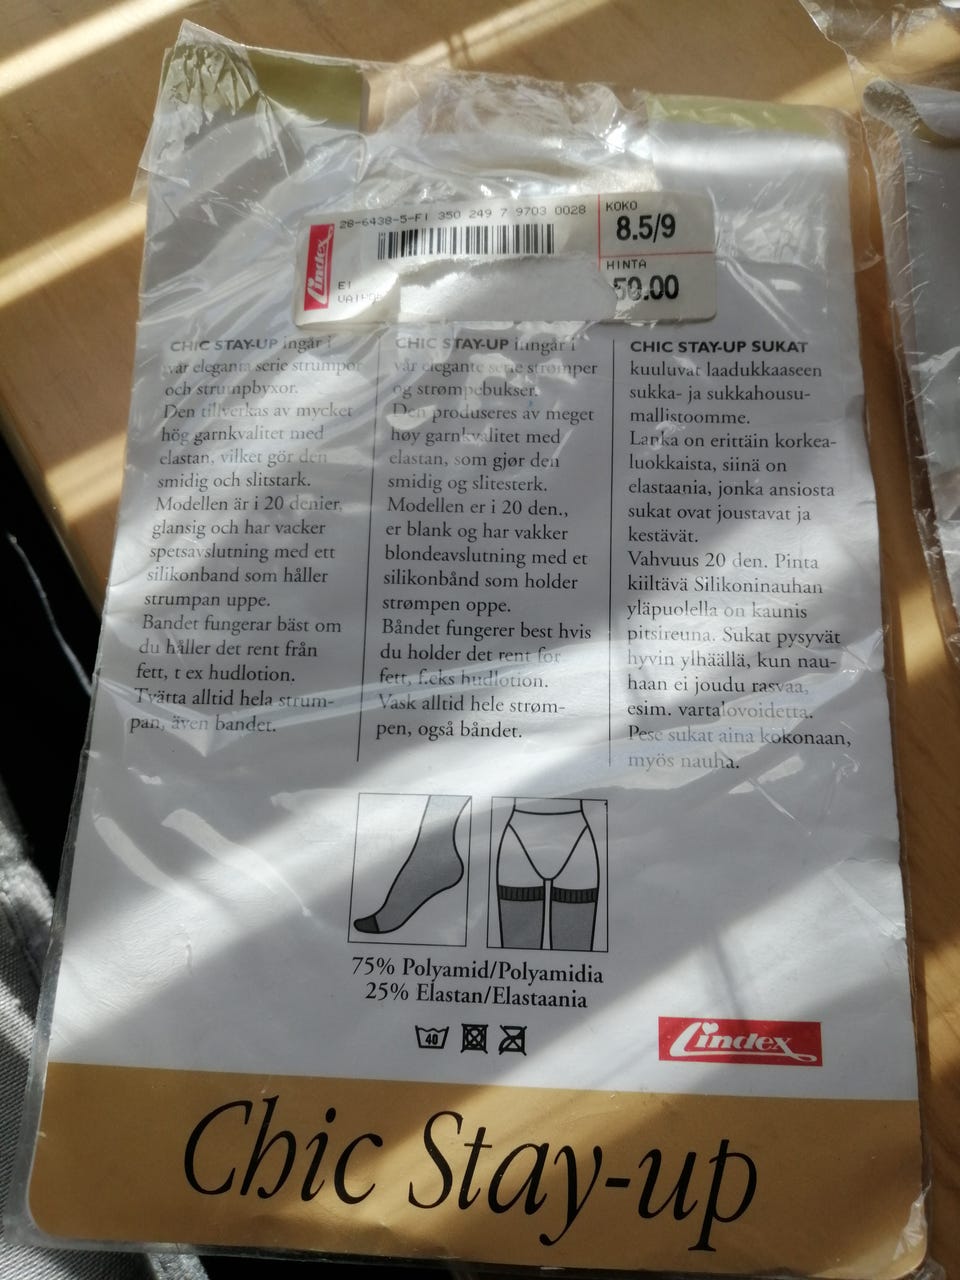 28-6438-5-FI 350 249 7 9703 0028
Lindex
EI
KOKO
8.5/9
HINTA
50.00
CHIC STAY-UP ingår i
vår eleganta serie strumpor
och strumpbyxor.
Den tillverkas av mycket
hög garnkvalitet med
elastan, vilket gör den
smidig och slitstark.
Modellen är i 20 denier,
glansig och har vacker
spetsavslutning med ett
silikonband som håller
strumpan uppe.
Bandet fungerar bäst om
du håller det rent från
fett, t ex hudlotion.
Tvätta alltid hela strum-
pan, även bandet.
CHIC STAY-UP inngår i
vår elegante serie strømper
og strømpebukser.
Den produseres av meget
høy garnkvalitet med
elastan, som gjør den
smidig og slitesterk.
Modellen er i 20 den.,
er blank og har vakker
blondeavslutning med et
silikonbånd som holder
strømpen oppe.
Båndet fungerer best hvis
du holder det rent for
fett, f.eks hudlotion.
Vask alltid hele strøm-
pen, også båndet.
CHIC STAY-UP SUKAT
kuuluvat laadukkaaseen
sukka- ja sukkahousu-
mallistoomme.
Lanka on erittäin korkea-
luokkaista, siinä on
elastaania, jonka ansiosta
sukat ovat joustavat ja
kestävät.
Vahvuus 20 den. Pinta
kiiltävä Silikoninauhan
yläpuolella on kaunis
pitsireuna. Sukat pysyvät
hyvin ylhäällä, kun nau-
haan ei joudu rasvaa,
esim. vartalovoidetta.
Pese sukat aina kokonaan,
myös nauha.
75% Polyamid/Polyamidia
25% Elastan/Elastaania
40
Lindex
Chic Stay-up